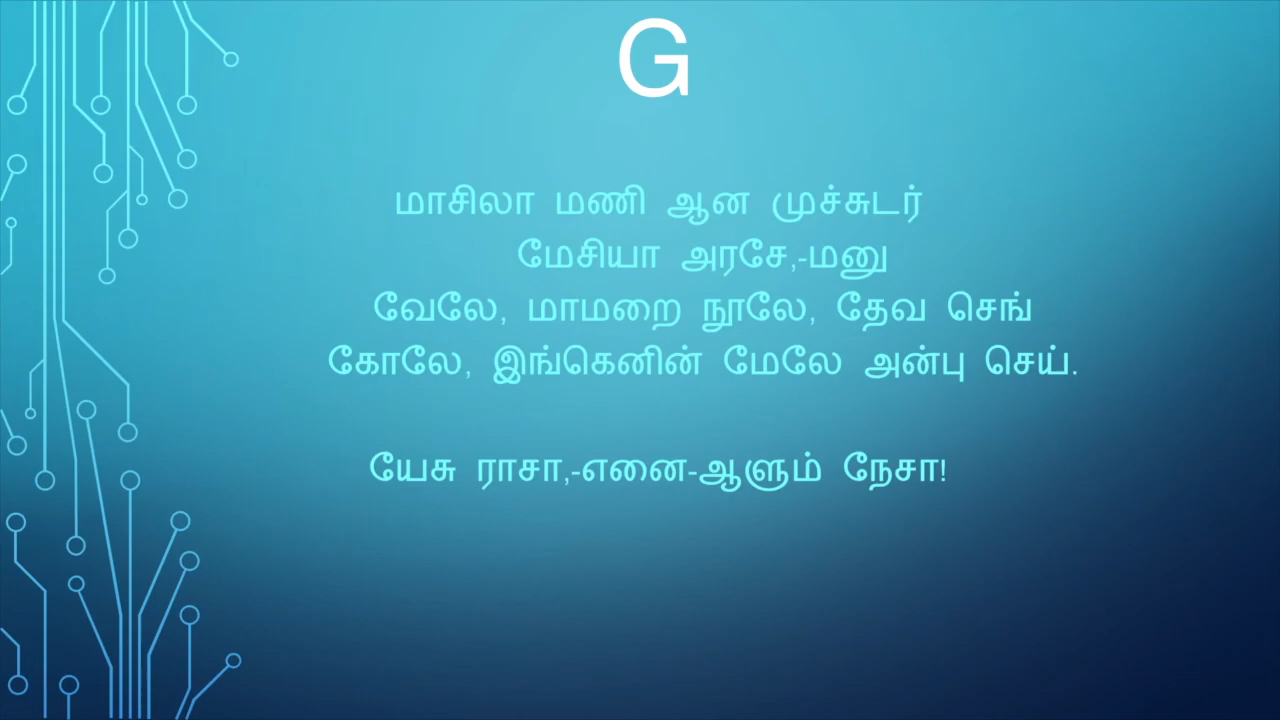 G
மாசிலா மணி ஆன முச்சுடர்
மேசியா அரசே,-மனு
வேலே, மாமறை நூலே, தேவ செங்
கோலே, இங்கெனின் மேலே அன்பு செய்.
யேசு ராசா,-எனை-ஆளும் நேசா!